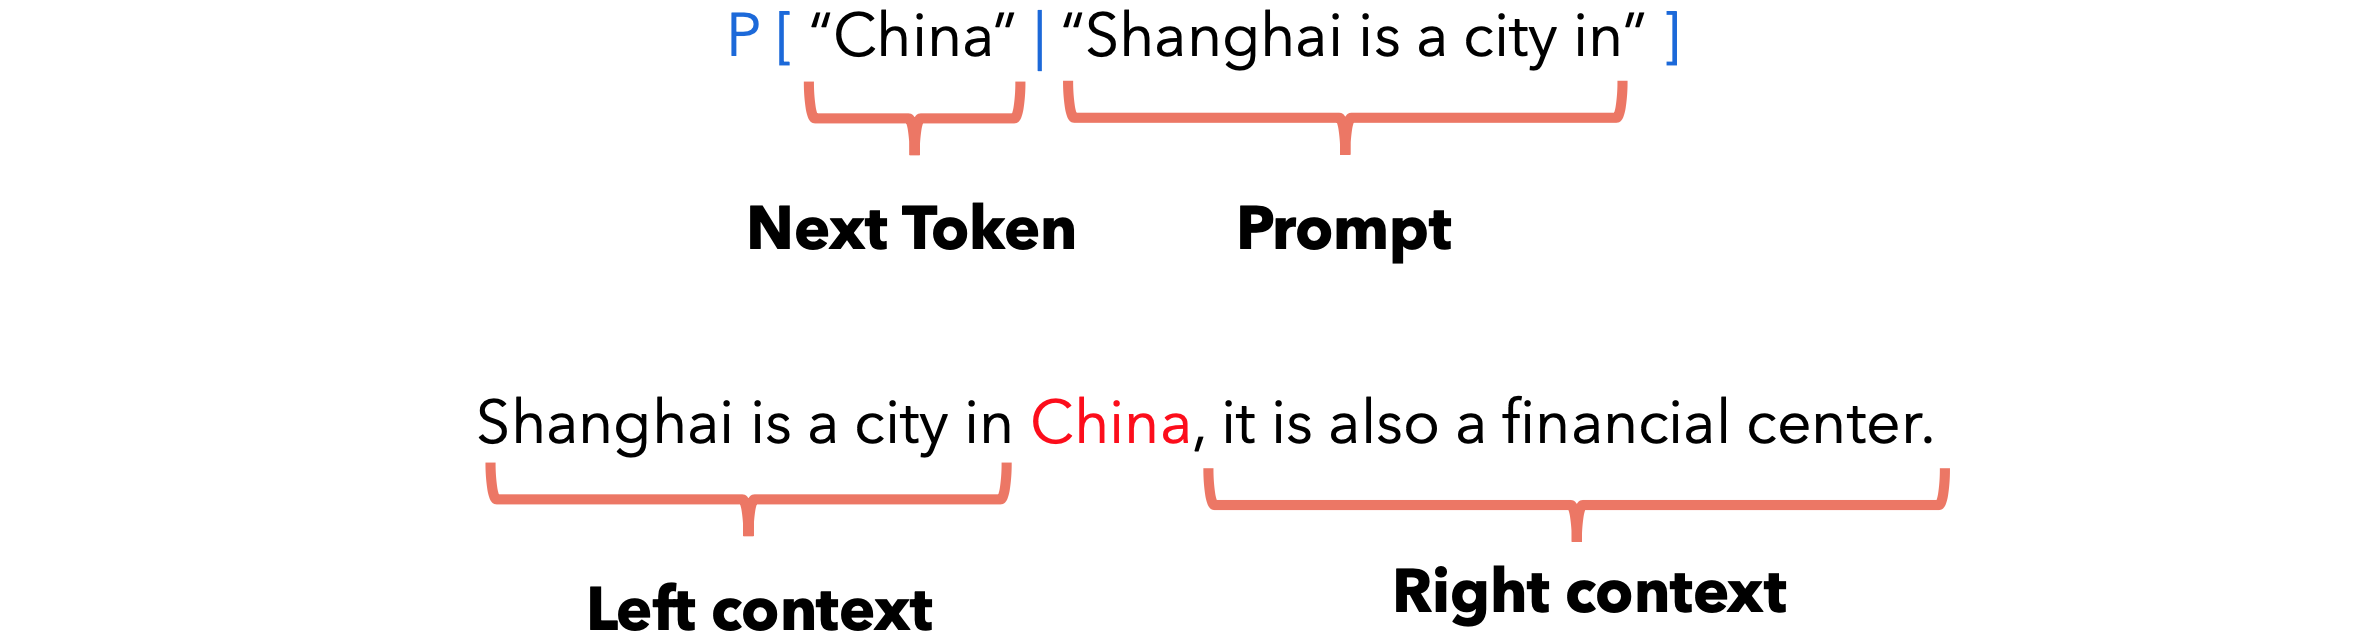 P [ “China” | “Shanghai is a city in” ]
Next Token Prompt
Shanghai is a city in China, it is also a financial center.
Left context Right context